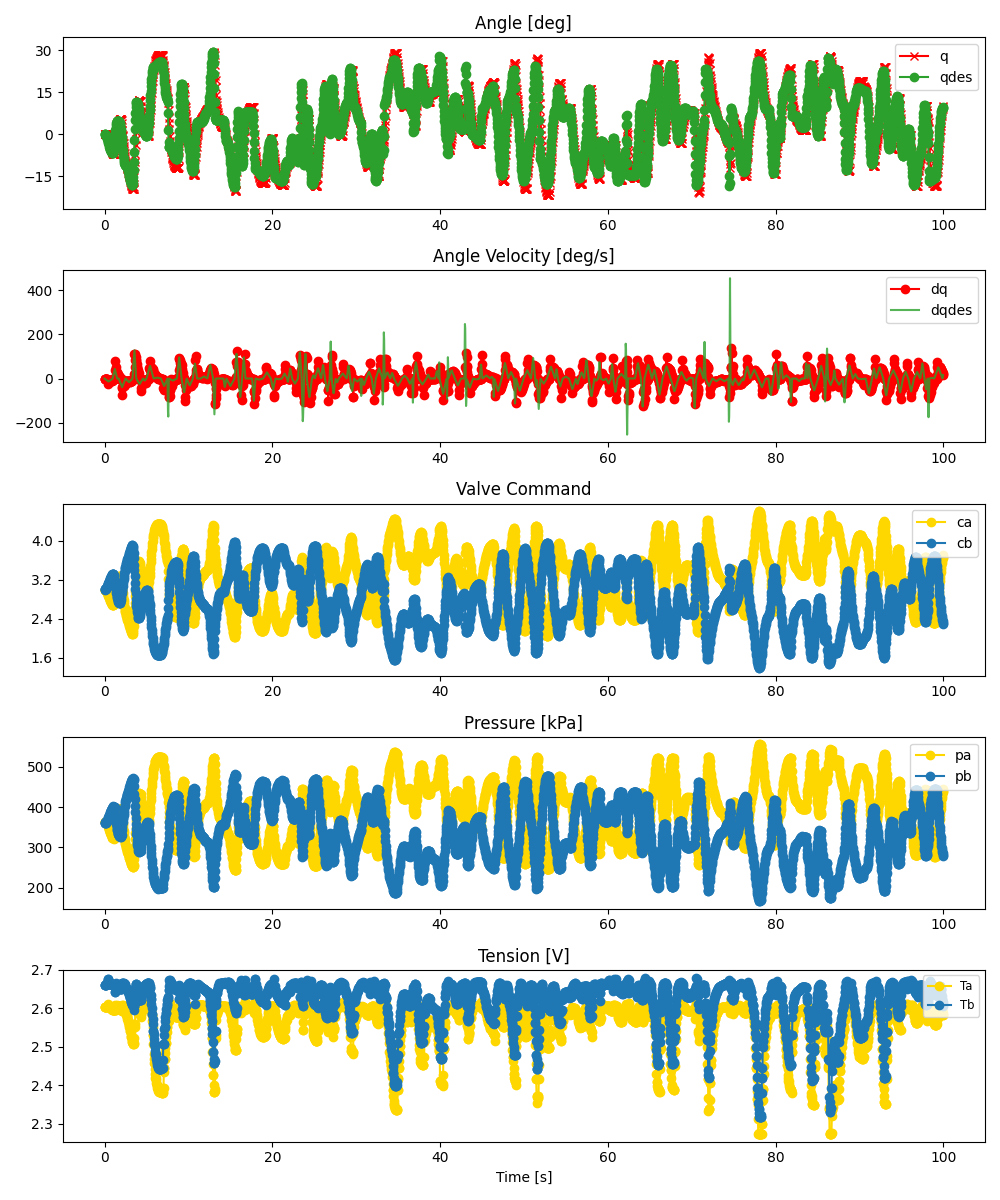 Angle [deg]
30
15
0
−15
q
qdes
0 20 40 60 80 100
Angle Velocity [deg/s]
400
200
0
−200
dq
dqdes
0 20 40 60 80 100
Valve Command
4.0
3.2
2.4
1.6
ca
cb
0 20 40 60 80 100
Pressure [kPa]
500
400
300
200
pa
pb
0 20 40 60 80 100
Tension [V]
2.7
2.6
2.5
2.4
2.3
Ta
Tb
0 20 40 60 80 100
Time [s]